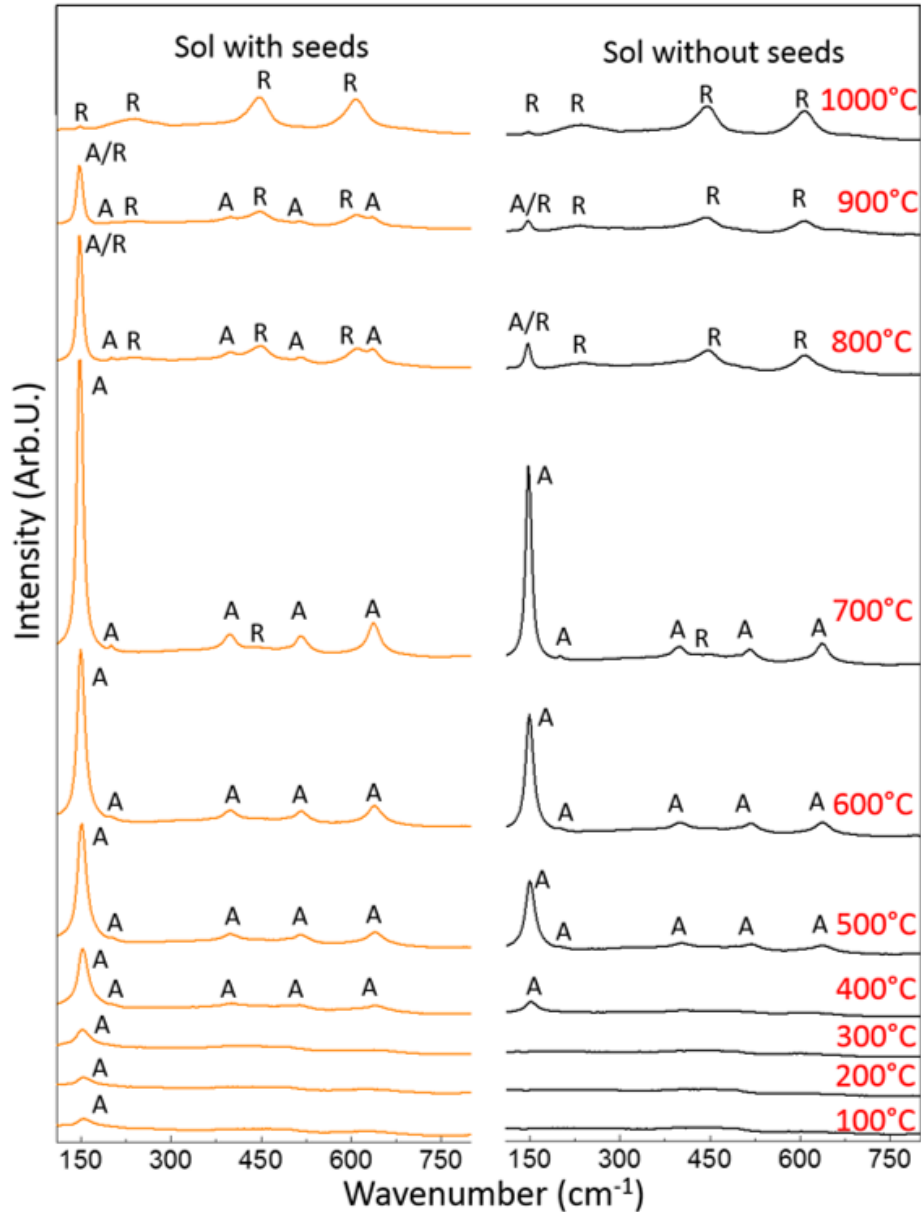 Sol with seeds
R R R R
A/R
A R A R A R A
A/R
A R A R A R A
A
A A R A A
A
A A A A
A
A A A A
A
A A A A
A
A
Sol without seeds
R R R R 1000°C
A/R R R R 900°C
A/R R R R 800°C
A
A A R A A 700°C
A
A A A A 600°C
A
A A A A 500°C
A 400°C
300°C
200°C
100°C
Intensity (Arb.U.)
150 300 450 600 750 150 300 450 600 750
Wavenumber (cm⁻¹)